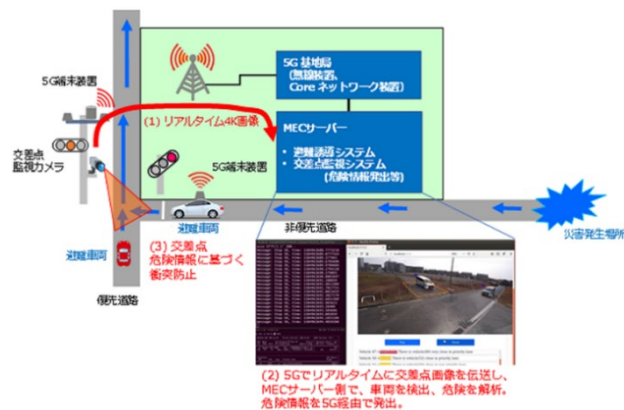 5G 基地局
(無線装置、
Core ネットワーク装置)
5G端末装置
(1) リアルタイム4K画像
MECサーバー
• 避難誘導システム
• 交差点監視システム
(危険情報発出等)
交差点
監視カメラ
5G端末装置
避難車両
非優先道路
災害発生場所
避難車両
(3) 交差点
危険情報に基づく
衝突防止
優先道路
(2) 5Gでリアルタイムに交差点画像を伝送し、
MECサーバー側で、車両を検出、危険を解析。
危険情報を5G経由で発出。